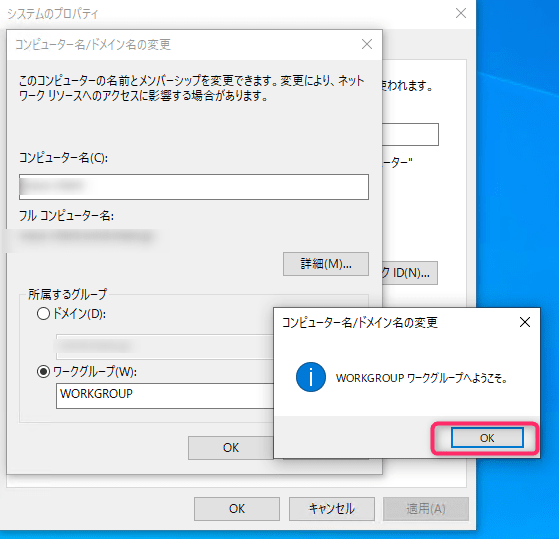 システムのプロパティ
コンピューター名/ドメイン名の変更
このコンピューターの名前とメンバーシップを変更できます。変更により、ネット
ワーク リソースへのアクセスに影響する場合があります。
使われます。
コンピューター名(C):
ーター"
フル コンピューター名:
詳細(M)...
ク ID(N)...
所属するグループ
ドメイン(D):
ワークグループ(W):
WORKGROUP
コンピューター名/ドメイン名の変更
WORKGROUP ワークグループへようこそ。
OK
OK
OK
キャンセル
適用(A)